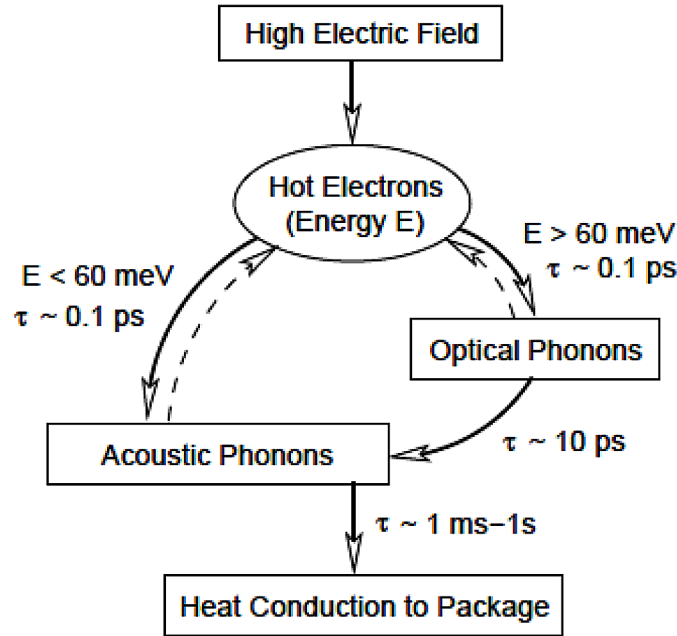 High Electric Field
Hot Electrons
(Energy E)
E > 60 meV
τ ~ 0.1 ps
E < 60 meV
τ ~ 0.1 ps
Optical Phonons
τ ~ 10 ps
Acoustic Phonons
τ ~ 1 ms−1s
Heat Conduction to Package